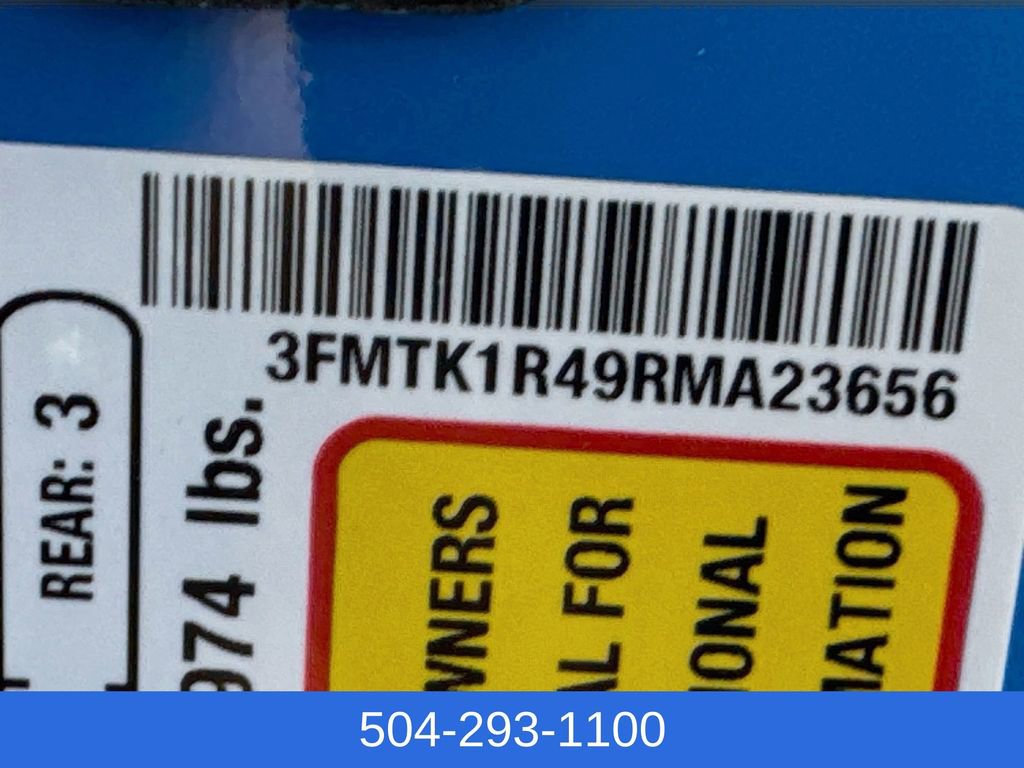 3FMTK1R49RMA23656
REAR: 3
974 lbs.
WNERS
AL FOR
IONAL
MATION
504-293-1100